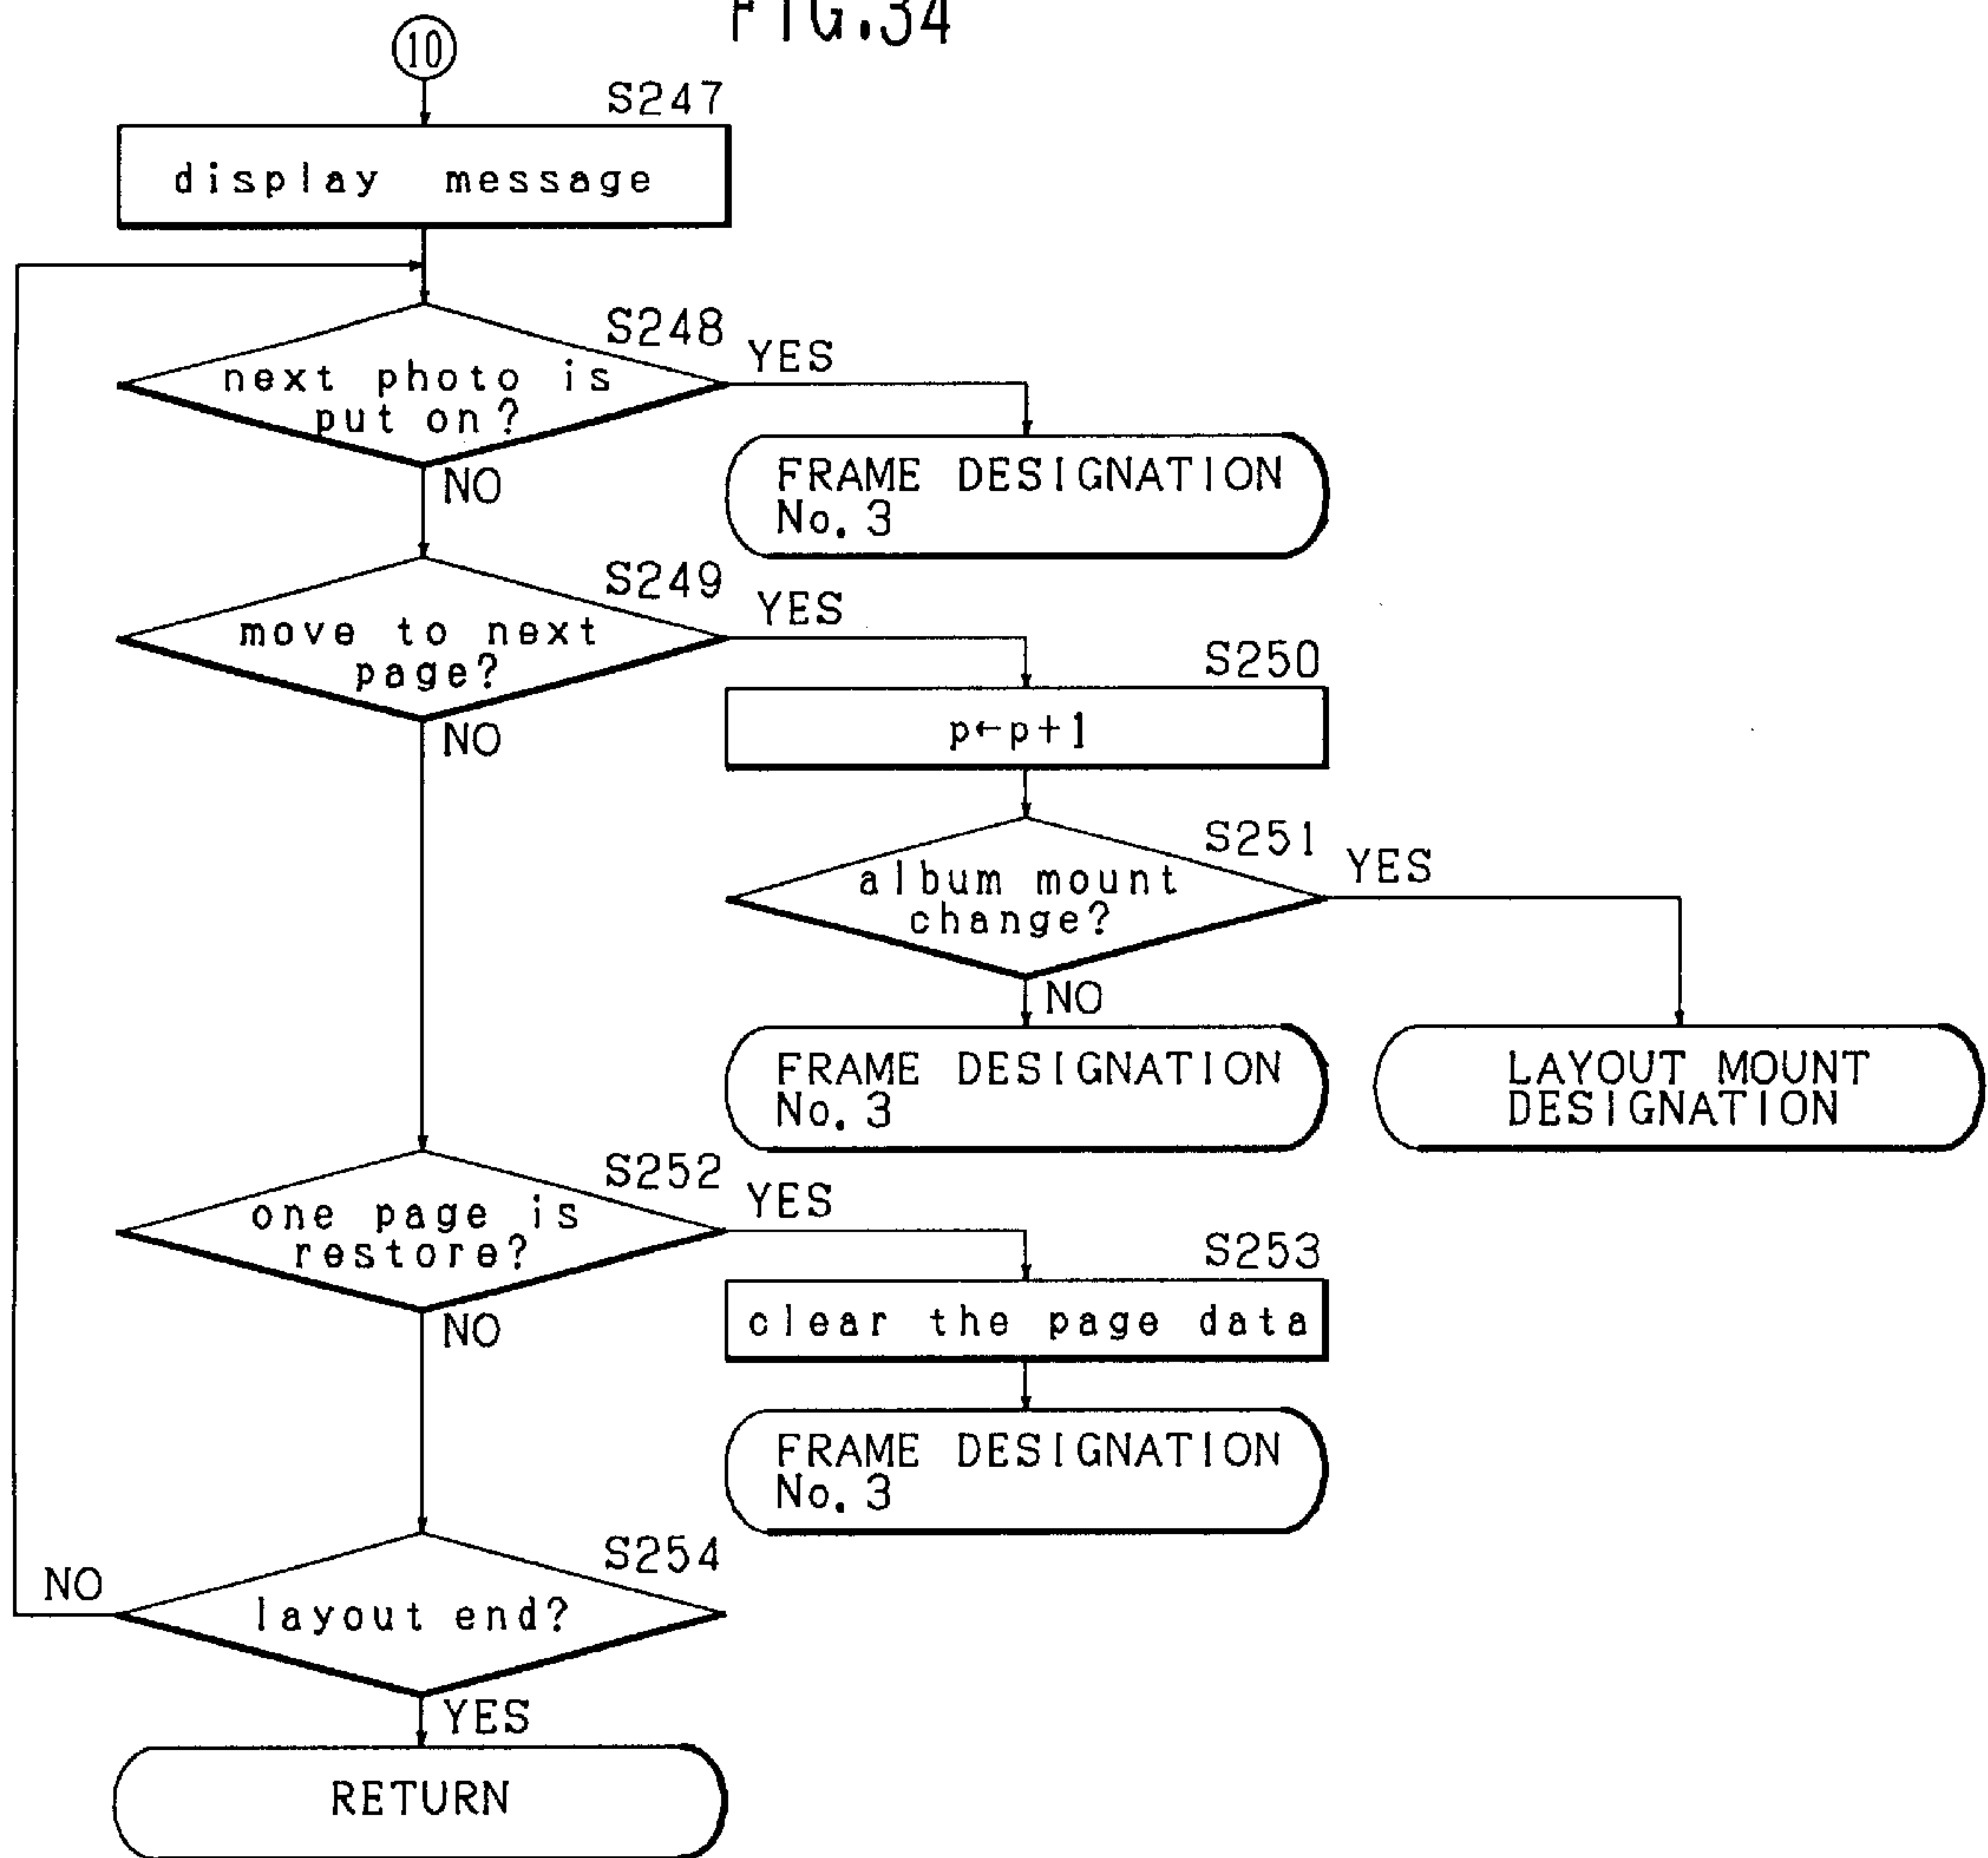 FIG.34
10
S247
display message
S248
next photo is
put on?
YES
NO
FRAME DESIGNATION
No.3
S249
move to next
page?
YES
NO
S250
p←p+1
S251
album mount
change?
YES
NO
FRAME DESIGNATION
No.3
LAYOUT MOUNT
DESIGNATION
S252
one page is
restore?
YES
NO
S253
clear the page data
FRAME DESIGNATION
No.3
S254
layout end?
NO
YES
RETURN